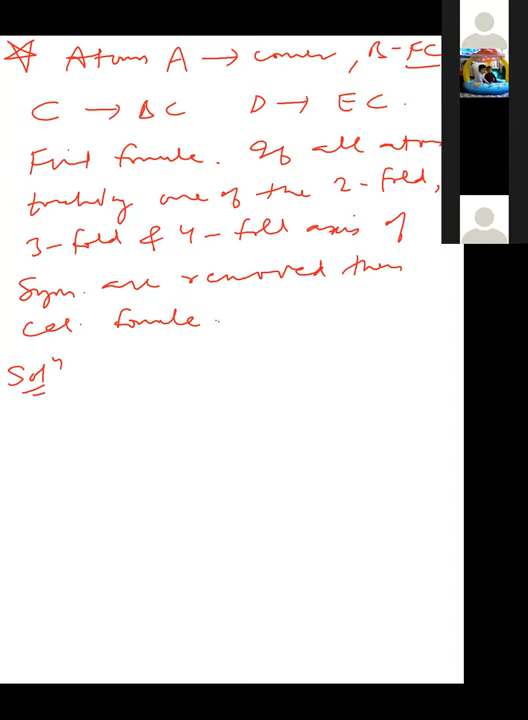 Atoms A → corner, B - FC
C → BC D → EC.
Find formula. If all atoms
touching one of the 2-fold,
3-fold & 4-fold axis of
Sym. are removed then
Cal. formula.
Solⁿ